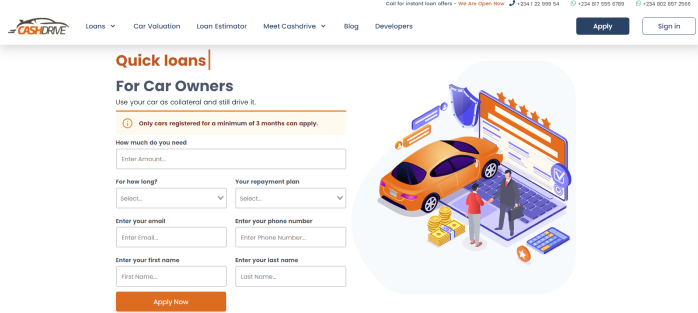 Call for instant loan offers - We Are Open Now +234 1 22 999 54 +234 817 555 6789 +234 802 857 2566
CASHDRIVE Loans Car Valuation Loan Estimator Meet Cashdrive Blog Developers Apply Sign in
Quick loans
For Car Owners
Use your car as collateral and still drive it.
Only cars registered for a minimum of 3 months can apply.
How much do you need
Enter Amount...
For how long? Your repayment plan
Select... Select...
Enter your email Enter your phone number
Enter Email... Enter Phone Number...
Enter your first name Enter your last name
First Name... Last Name...
Apply Now